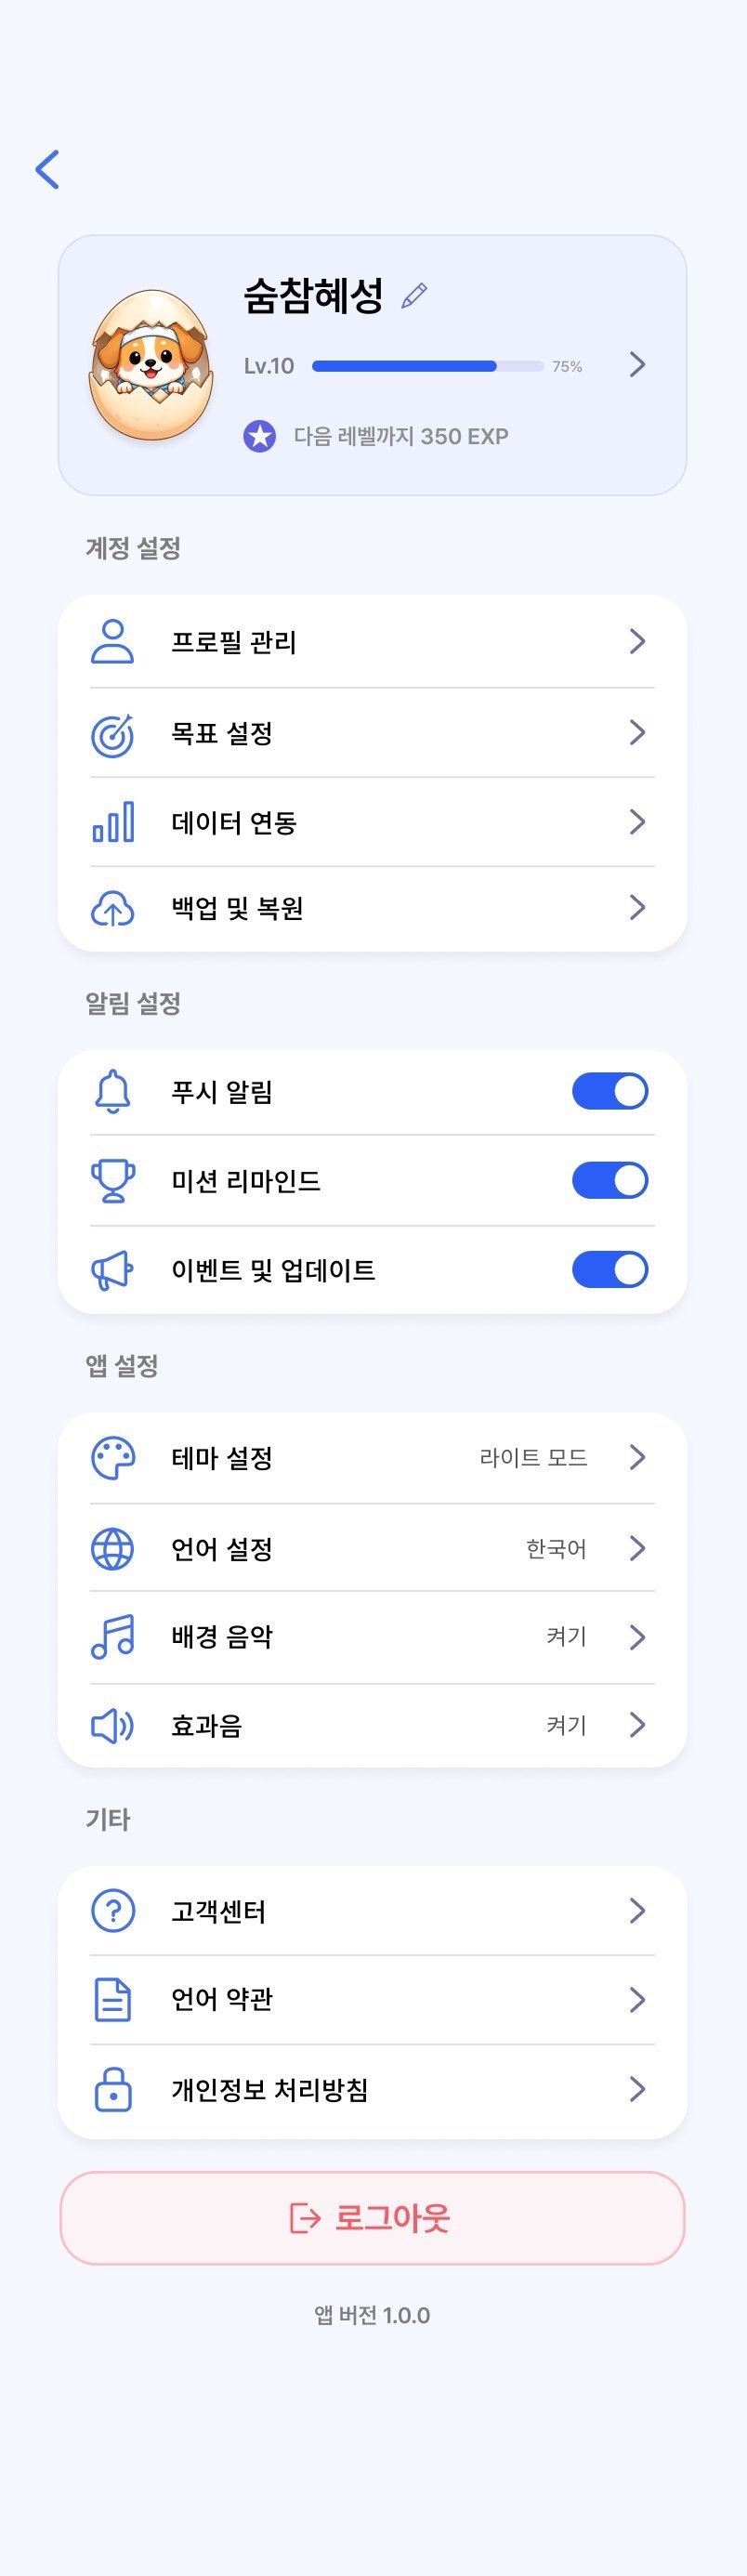 숨참혜성
Lv.10 75%
다음 레벨까지 350 EXP
계정 설정
프로필 관리
목표 설정
데이터 연동
백업 및 복원
알림 설정
푸시 알림
미션 리마인드
이벤트 및 업데이트
앱 설정
테마 설정 라이트 모드
언어 설정 한국어
배경 음악 켜기
효과음 켜기
기타
고객센터
언어 약관
개인정보 처리방침
로그아웃
앱 버전 1.0.0